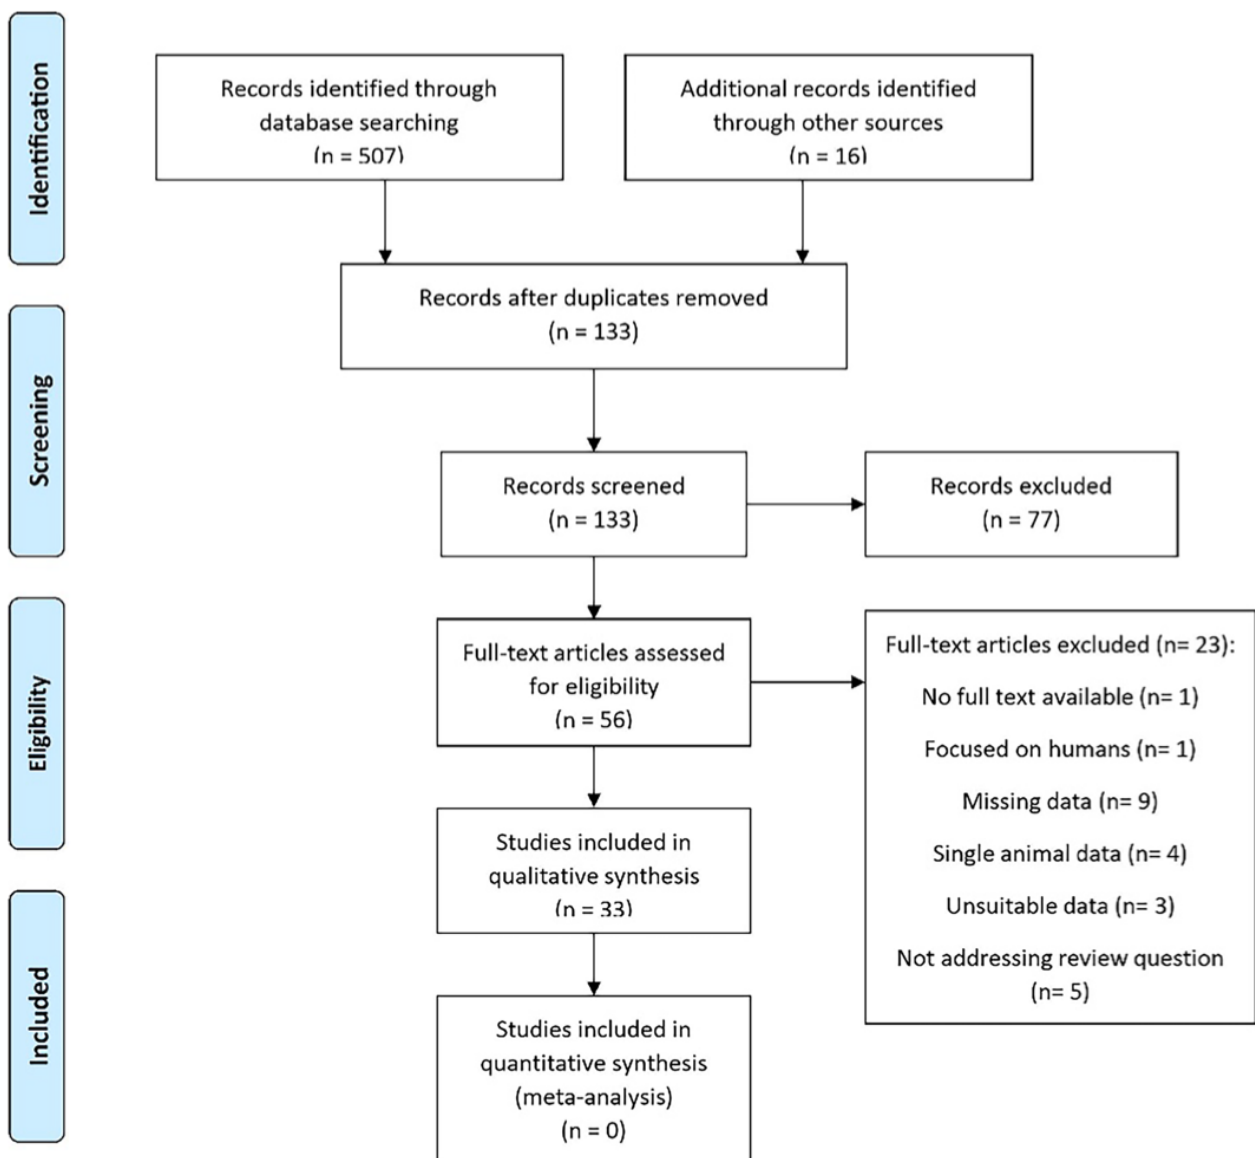 Identification
Records identified through
database searching
(n = 507)
Additional records identified
through other sources
(n = 16)
Records after duplicates removed
(n = 133)
Screening
Records screened
(n = 133)
Records excluded
(n = 77)
Eligibility
Full-text articles assessed
for eligibility
(n = 56)
Full-text articles excluded (n= 23):
No full text available (n= 1)
Focused on humans (n= 1)
Missing data (n= 9)
Single animal data (n= 4)
Unsuitable data (n= 3)
Not addressing review question
(n= 5)
Studies included in
qualitative synthesis
(n = 33)
Included
Studies included in
quantitative synthesis
(meta-analysis)
(n = 0)